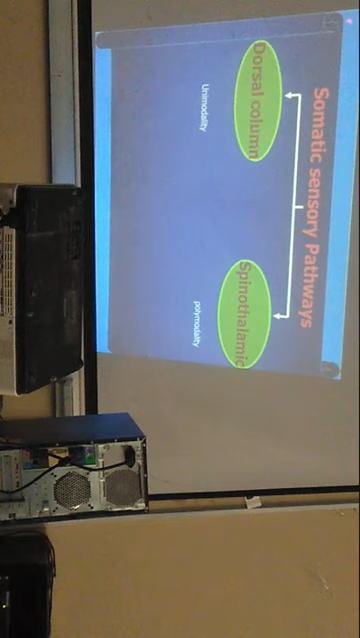 Somatic sensory Pathways
Dorsal column
Spinothalamic
Unimodality
polymodality